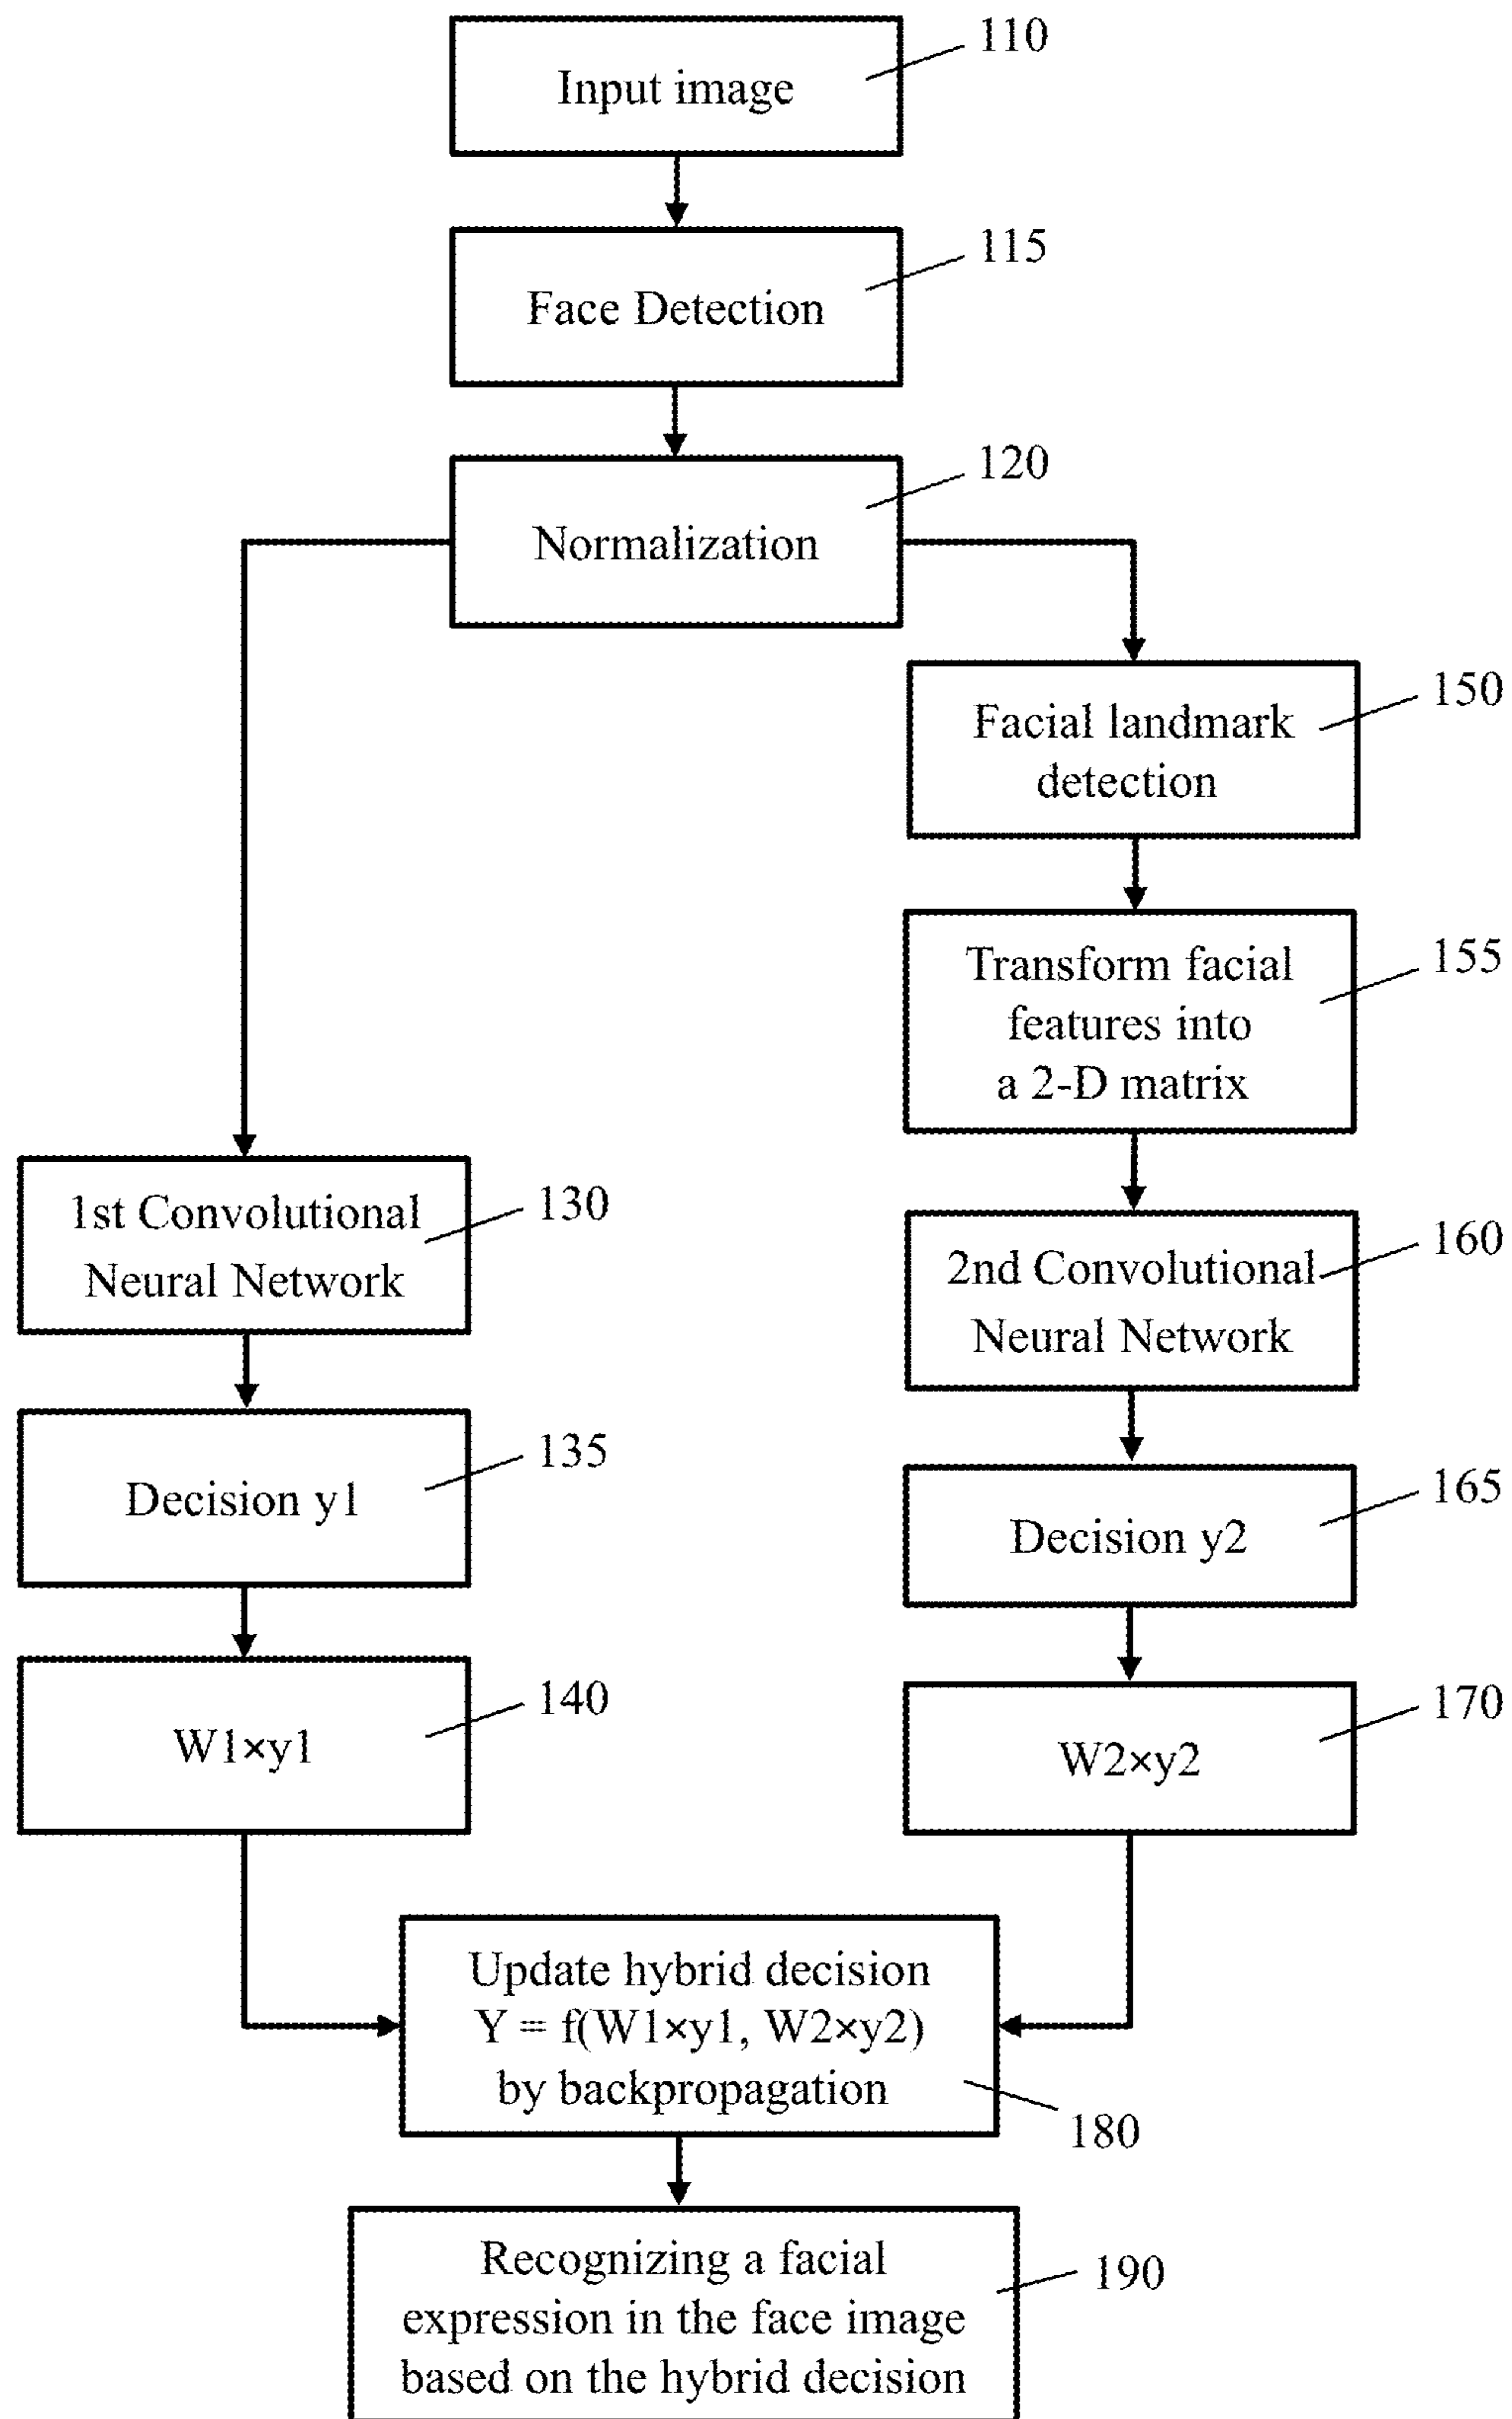 Input image
110
Face Detection
115
Normalization
120
Facial landmark
detection
150
Transform facial
features into
a 2-D matrix
155
1st Convolutional
Neural Network
130
2nd Convolutional
Neural Network
160
Decision y1
135
Decision y2
165
W1×y1
140
W2×y2
170
Update hybrid decision
Y = f(W1×y1, W2×y2)
by backpropagation
180
Recognizing a facial
expression in the face image
based on the hybrid decision
190